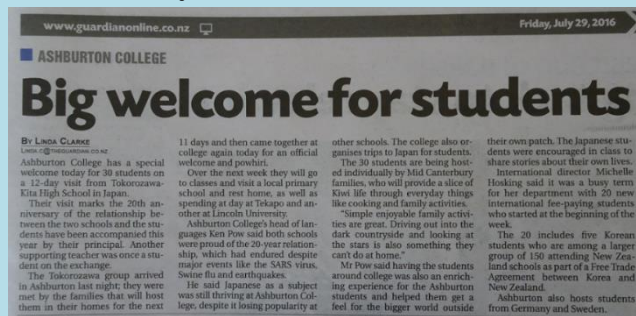 www.guardianonline.co.nz
Friday, July 29, 2016
ASHBURTON COLLEGE
Big welcome for students
BY LINDA CLARKE
LINDA.C@THEGUARDIAN.CO.NZ
Ashburton College has a special
welcome today for 30 students on
a 12-day visit from Tokorozawa-
Kita High School in Japan.
Their visit marks the 20th an-
niversary of the relationship be-
tween the two schools and the stu-
dents have been accompanied this
year by their principal. Another
supporting teacher was once a stu-
dent on the exchange.
The Tokorozawa group arrived
in Ashburton last night; they were
met by the families that will host
them in their homes for the next
11 days and then came together at
college again today for an official
welcome and powhiri.
Over the next week they will go
to classes and visit a local primary
school and rest home, as well as
spending at day at Tekapo and an-
other at Lincoln University.
Ashburton College's head of lan-
guages Ken Pow said both schools
were proud of the 20-year relation-
ship, which had endured despite
major events like the SARS virus,
Swine flu and earthquakes.
He said Japanese as a subject
was still thriving at Ashburton Col-
lege, despite it losing popularity at
other schools. The college also or-
ganises trips to Japan for students.
The 30 students are being host-
ed individually by Mid Canterbury
families, who will provide a slice of
Kiwi life through everyday things
like cooking and family activities.
"Simple enjoyable family activi-
ties are great. Driving out into the
dark countryside and looking at
the stars is also something they
can't do at home."
Mr Pow said having the students
around college was also an enrich-
ing experience for the Ashburton
students and helped them get a
feel for the bigger world outside
their own patch. The Japanese stu-
dents were encouraged in class to
share stories about their own lives.
International director Michelle
Hosking said it was a busy term
for her department with 20 new
international fee-paying students
who started at the beginning of the
week.
The 20 includes five Korean
students who are among a larger
group of 150 attending New Zea-
land schools as part of a Free Trade
Agreement between Korea and
New Zealand.
Ashburton also hosts students
from Germany and Sweden.